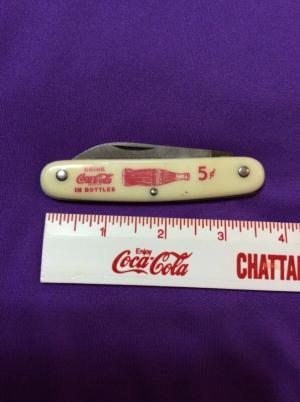 DRINK
Coca-Cola
IN BOTTLES
5¢
1 2 3 4
Enjoy
Coca-Cola
CHATTA